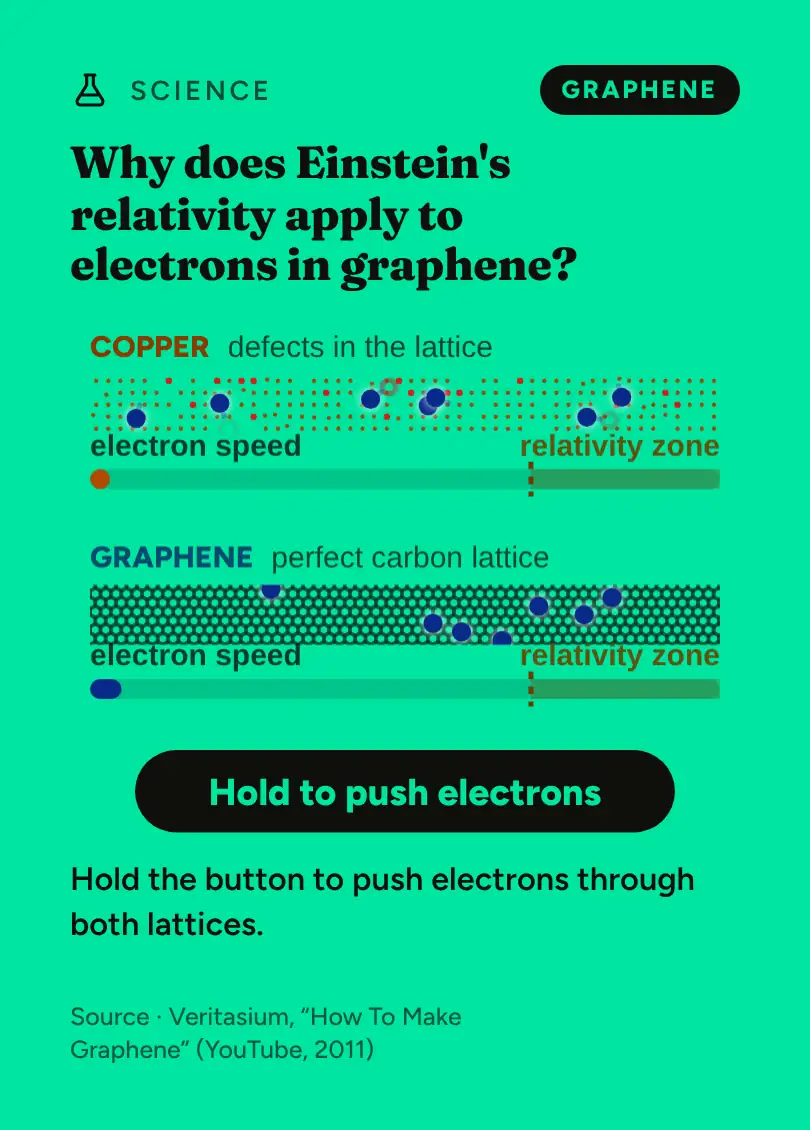 SCIENCE
GRAPHENE
Why does Einstein's
relativity apply to
electrons in graphene?
COPPER defects in the lattice
electron speed relativity zone
GRAPHENE perfect carbon lattice
electron speed relativity zone
Hold to push electrons
Hold the button to push electrons through
both lattices.
Source · Veritasium, “How To Make
Graphene” (YouTube, 2011)